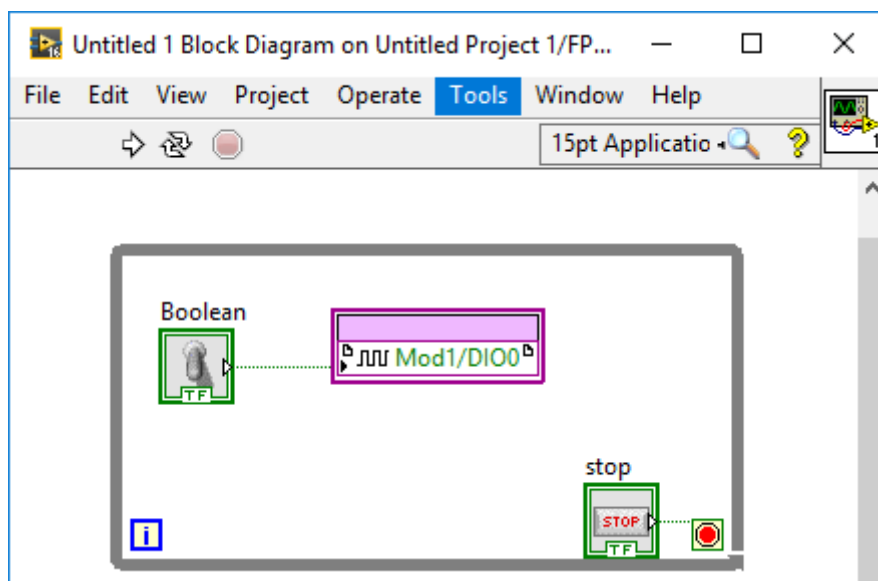 Untitled 1 Block Diagram on Untitled Project 1/FP...
File Edit View Project Operate Tools Window Help
15pt Applicatio
1
Boolean
TF
Mod1/DIO0
stop
STOP
TF
i